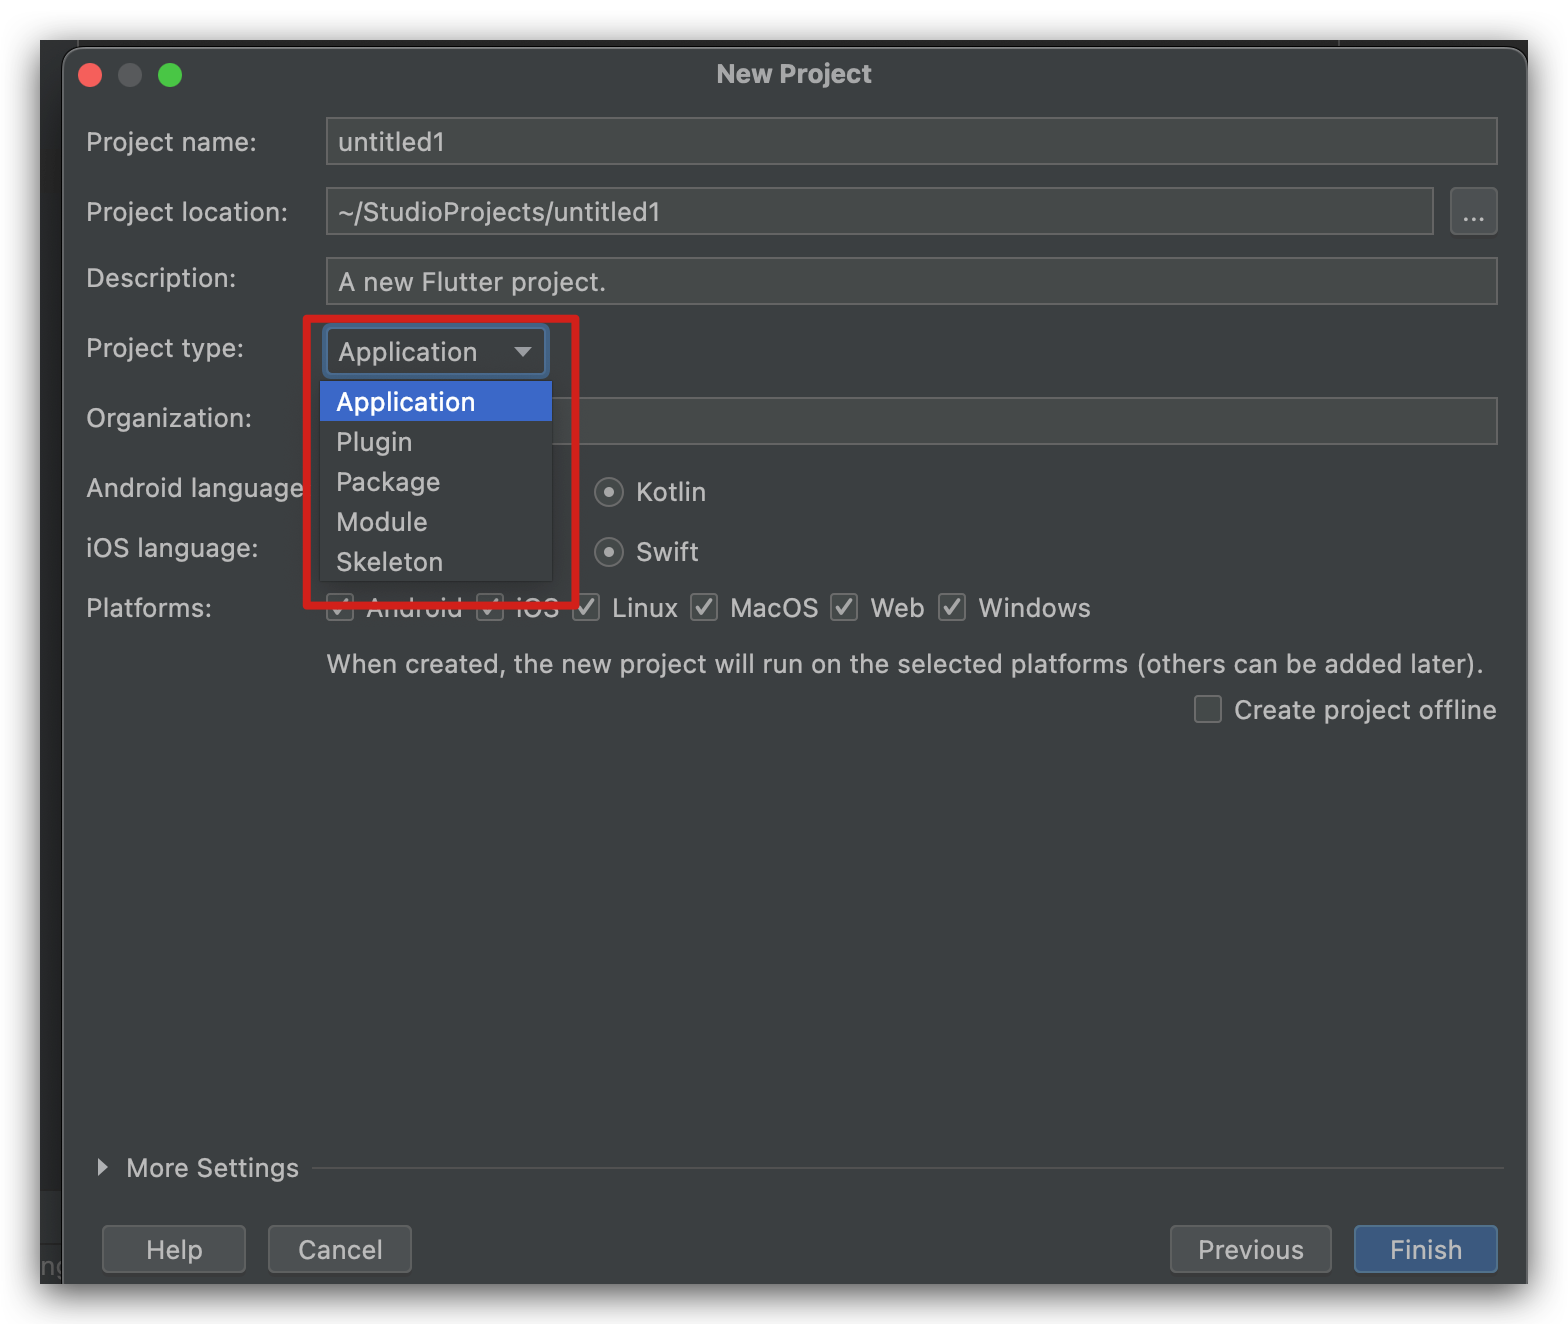 New Project
Project name: untitled1
Project location: ~/StudioProjects/untitled1 ...
Description: A new Flutter project.
Project type: Application
Application
Organization:
Plugin
Package
Android language Kotlin
Module
iOS language: Swift
Skeleton
Platforms: Android iOS Linux MacOS Web Windows
When created, the new project will run on the selected platforms (others can be added later).
Create project offline
More Settings
Help Cancel Previous Finish